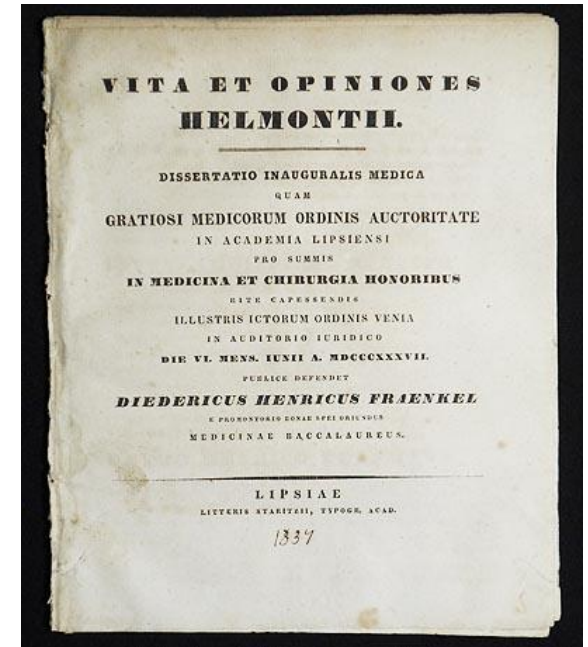 VITA ET OPINIONES
HELMONTII.
DISSERTATIO INAUGURALIS MEDICA
QUAM
GRATIOSI MEDICORUM ORDINIS AUCTORITATE
IN ACADEMIA LIPSIENSI
PRO SUMMIS
IN MEDICINA ET CHIRURGIA HONORIBUS
RITE CAPESSENDIS
ILLUSTRIS ICTORUM ORDINIS VENIA
IN AUDITORIO IURIDICO
DIE VI. MENS. IUNII A. MDCCCXXXVII.
PUBLICE DEFENDET
DIEDERICUS HENRICUS FRAENKEL
E PROMONTORIO BONAE SPEI ORIUNDUS
MEDICINAE BACCALAUREUS.
LIPSIAE
LITTERIS STARITZII, TYPOGR. ACAD.
1837